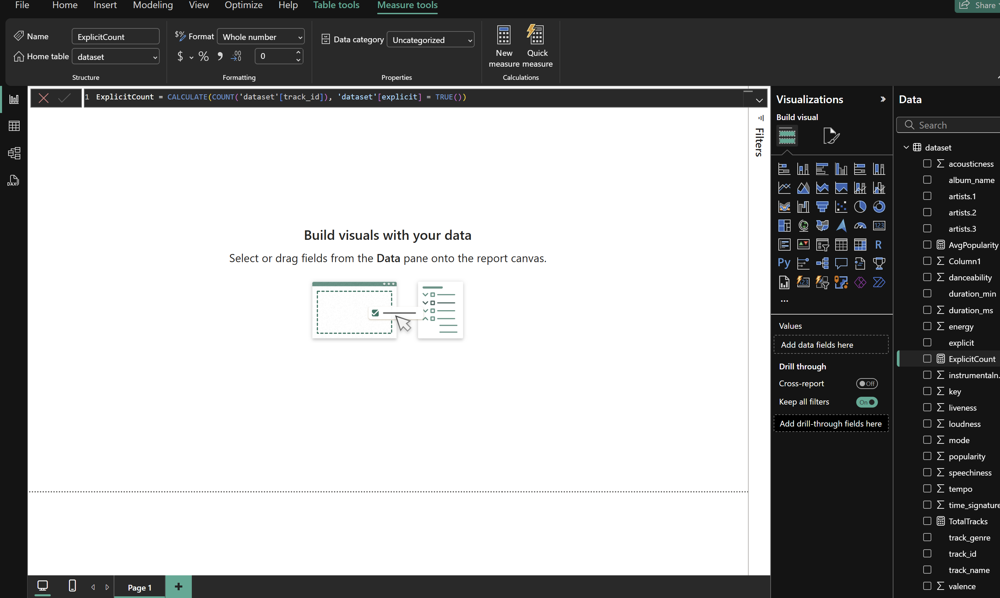 File Home Insert Modeling View Optimize Help Table tools Measure tools Share
Name ExplicitCount
Home table dataset
Structure
$% Format Whole number
$ % , .00 .0 0
Formatting
Data category Uncategorized
Properties
New measure
Quick measure
Calculations
1 ExplicitCount = CALCULATE(COUNT('dataset'[track_id]), 'dataset'[explicit] = TRUE())
DAX
Build visuals with your data
Select or drag fields from the Data pane onto the report canvas.
Filters
Visualizations
Build visual
123
R
Py
123
...
Values
Add data fields here
Drill through
Cross-report Off
Keep all filters On
Add drill-through fields here
Data
Search
dataset
acousticness
album_name
artists.1
artists.2
artists.3
AvgPopularity
Column1
danceability
duration_min
duration_ms
energy
explicit
ExplicitCount
instrumentaln.
key
liveness
loudness
mode
popularity
speechiness
tempo
time_signature
TotalTracks
track_genre
track_id
track_name
valence
Page 1
+